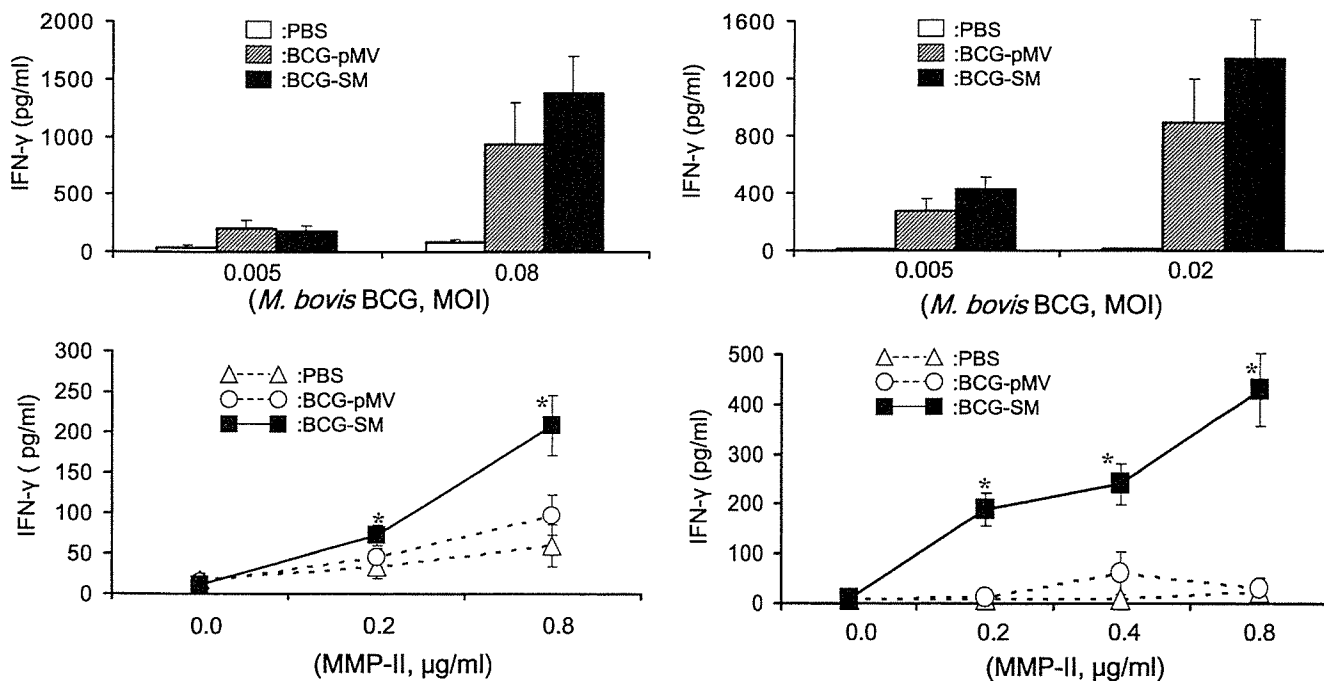 2000
1500
1000
500
0
IFN-γ (pg/ml)
:PBS
:BCG-pMV
:BCG-SM
0.005
0.08
(M. bovis BCG, MOI)
1600
1200
800
400
0
IFN-γ (pg/ml)
:PBS
:BCG-pMV
:BCG-SM
0.005
0.02
(M. bovis BCG, MOI)
300
250
200
150
100
50
0
IFN-γ ( pg/ml)
:PBS
:BCG-pMV
:BCG-SM
*
*
0.0
0.2
0.8
(MMP-II, μg/ml)
500
400
300
200
100
0
IFN-γ (pg/ml)
:PBS
:BCG-pMV
:BCG-SM
*
*
*
0.0
0.2
0.4
0.8
(MMP-II, μg/ml)